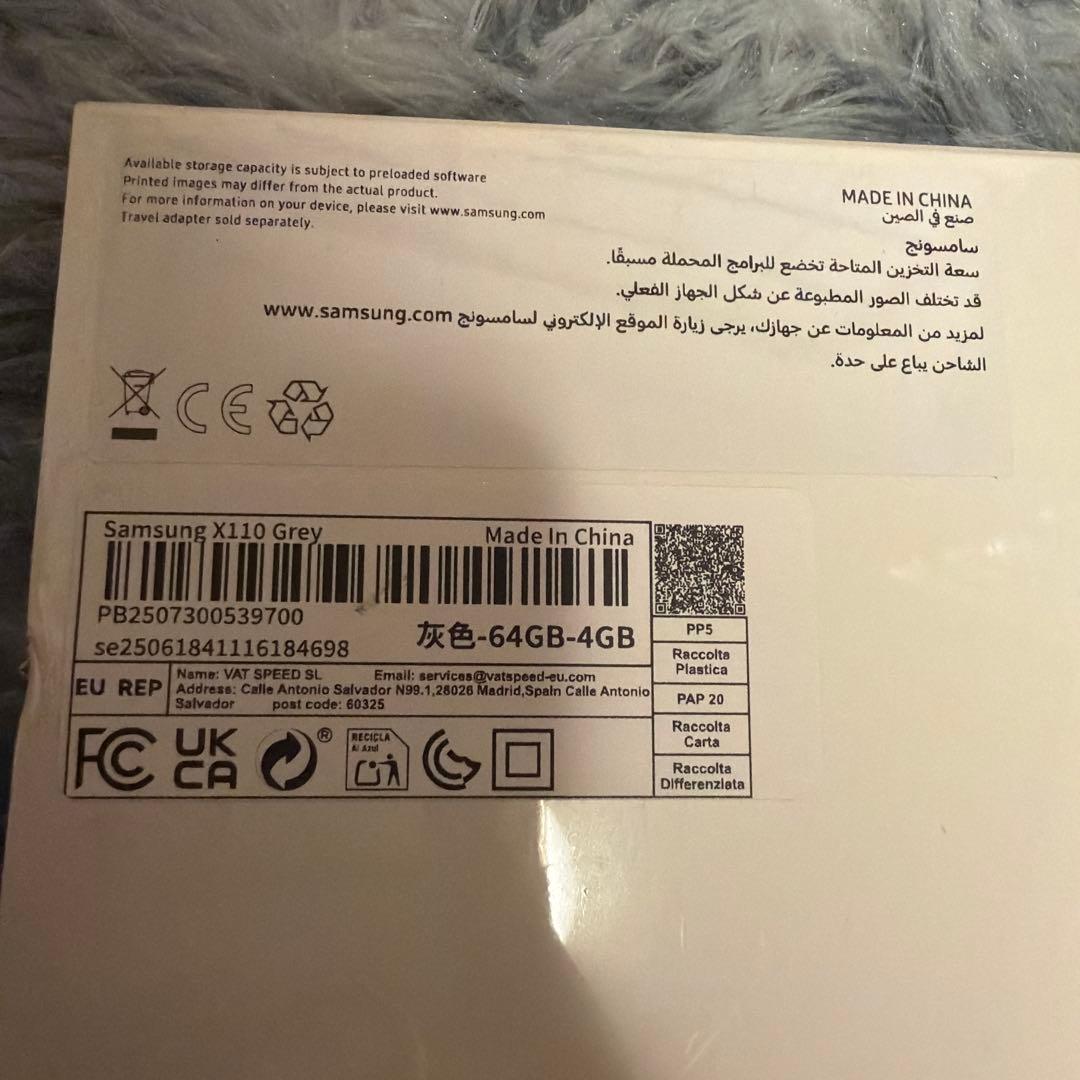 Available storage capacity is subject to preloaded software
Printed images may differ from the actual product.
For more information on your device, please visit www.samsung.com
Travel adapter sold separately.
MADE IN CHINA
صنع في الصين
سامسونج
سعة التخزين المتاحة تخضع للبرامج المحملة مسبقًا.
قد تختلف الصور المطبوعة عن شكل الجهاز الفعلي.
لمزيد من المعلومات عن جهازك، يرجى زيارة الموقع الإلكتروني لسامسونج www.samsung.com
الشاحن يباع على حدة.
CE
Samsung X110 Grey
Made In China
PB2507300539700
se25061841116184698
灰色-64GB-4GB
EU REP
Name: VAT SPEED SL Email: services@vatspeed-eu.com
Address: Calle Antonio Salvador N99.1,28026 Madrid,Spain Calle Antonio
Salvador post code: 60325
FCC
UK
CA
®
RECICLA
Al Azul
PP5
Raccolta
Plastica
PAP 20
Raccolta
Carta
Raccolta
Differenziata